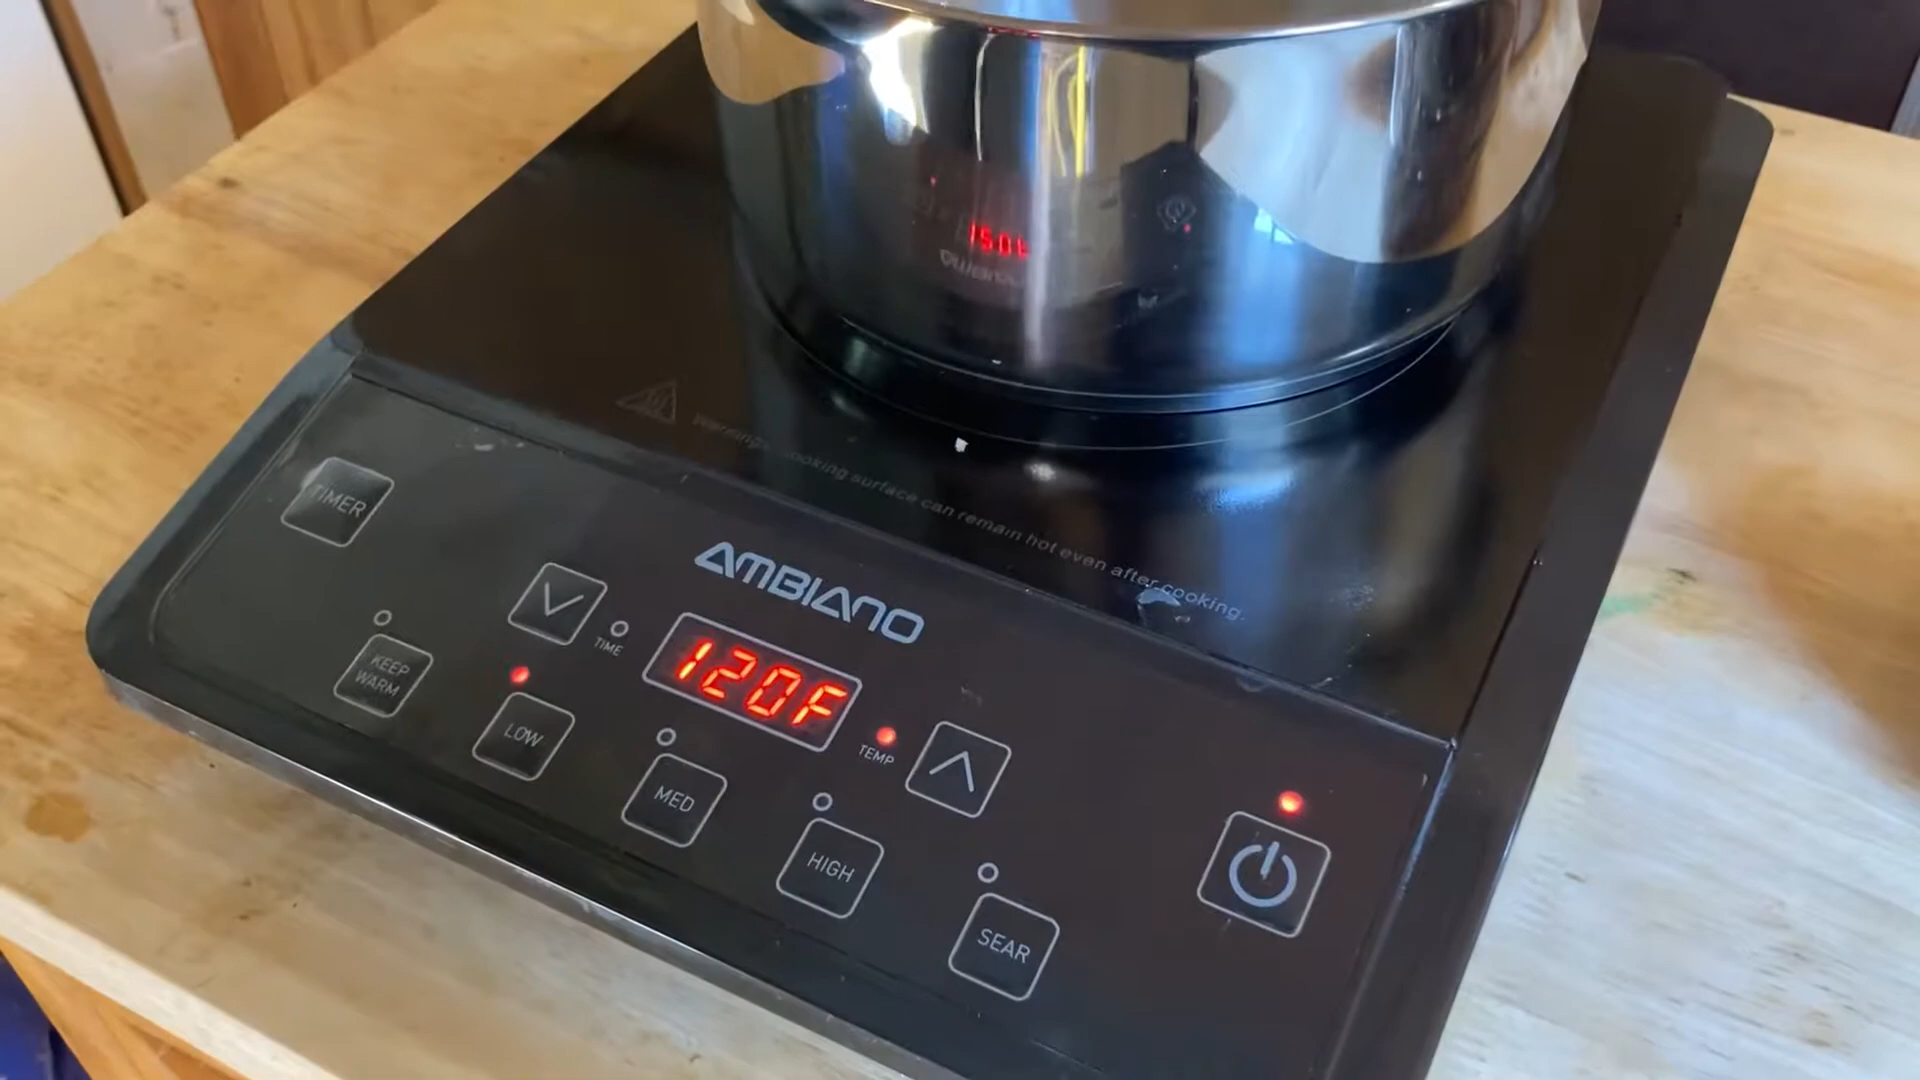 Warning: Cooking surface can remain hot even after cooking.
AMBIANO
TIMER
TIME
120F
TEMP
KEEP
WARM
LOW
MED
HIGH
SEAR